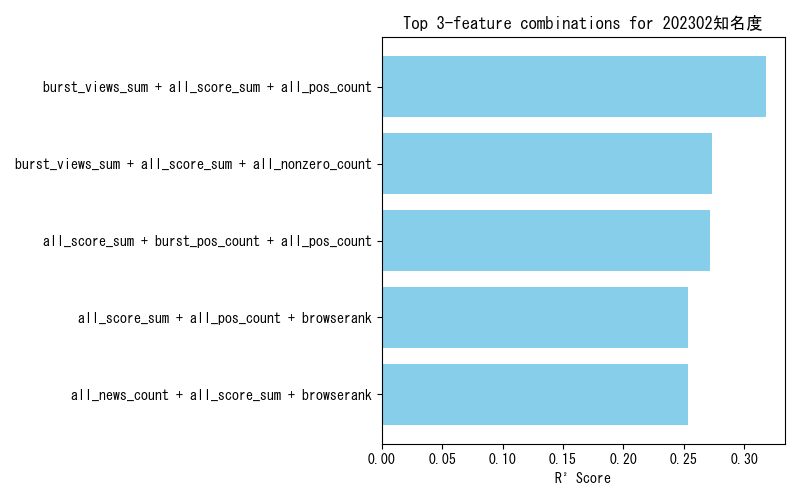 Top 3-feature combinations for 202302知名度
burst_views_sum + all_score_sum + all_pos_count
burst_views_sum + all_score_sum + all_nonzero_count
all_score_sum + burst_pos_count + all_pos_count
all_score_sum + all_pos_count + browserank
all_news_count + all_score_sum + browserank
0.00 0.05 0.10 0.15 0.20 0.25 0.30
R² Score